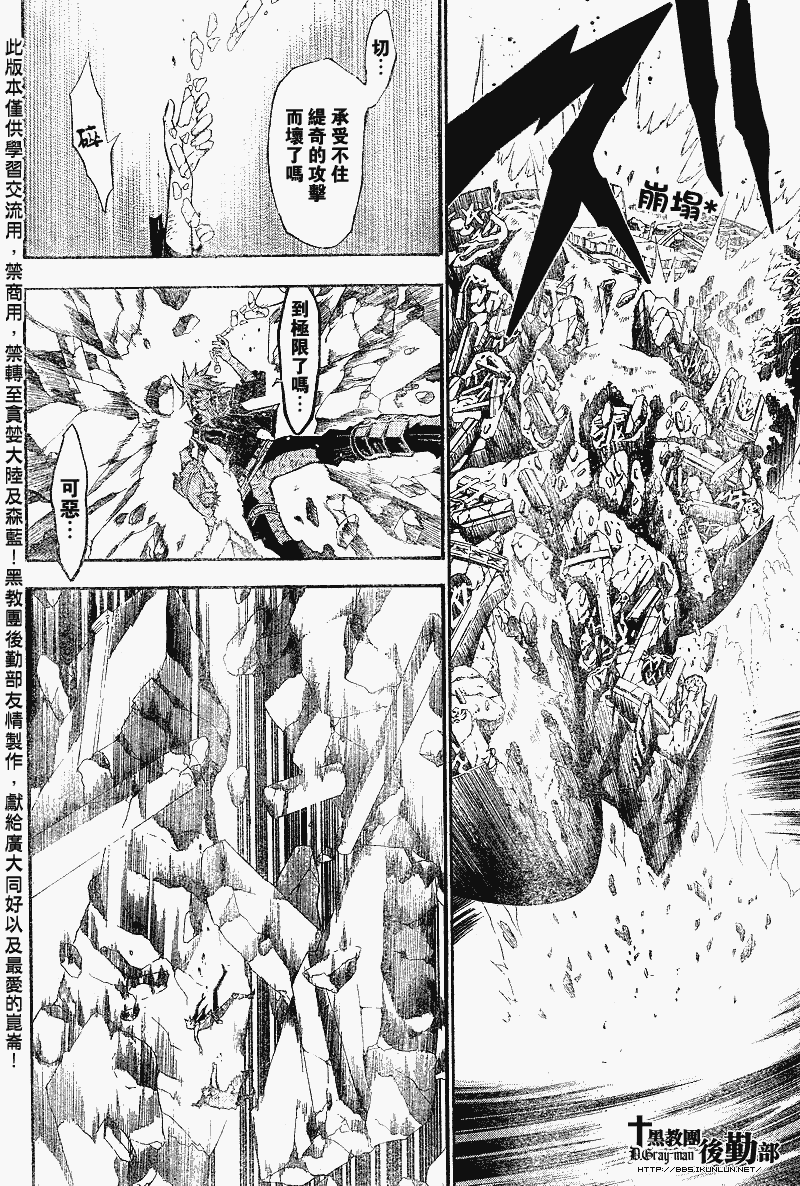 崩塌*
切…
承受不住
緹奇的攻擊
而壞了嗎
磅
到極限了嗎…
可惡…
此版本僅供學習交流用，禁商用，禁轉至貪婪大陸及森藍！黑教團後勤部友情製作，獻給廣大同好以及最愛的崑崙！
黑教團
D.Gray-man
後勤部
HTTP://BBS.IKUNLUN.NET/